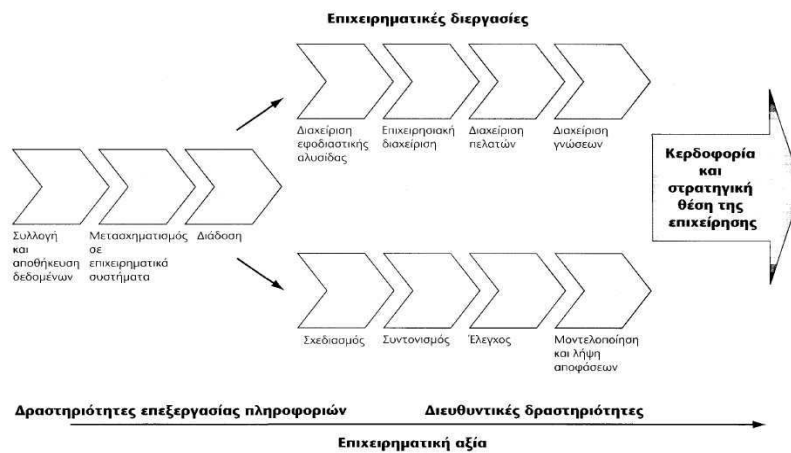 Επιχειρηματικές διεργασίες
Διαχείριση
εφοδιαστικής
αλυσίδας
Επιχειρησιακή
διαχείριση
Διαχείριση
πελατών
Διαχείριση
γνώσεων
Κερδοφορία
και
στρατηγική
θέση της
επιχείρησης
Συλλογή
και
αποθήκευση
δεδομένων
Μετασχηματισμός
σε
επιχειρηματικά
συστήματα
Διάδοση
Σχεδιασμός
Συντονισμός
Έλεγχος
Μοντελοποίηση
και λήψη
αποφάσεων
Δραστηριότητες επεξεργασίας πληροφοριών
Διευθυντικές δραστηριότητες
Επιχειρηματική αξία